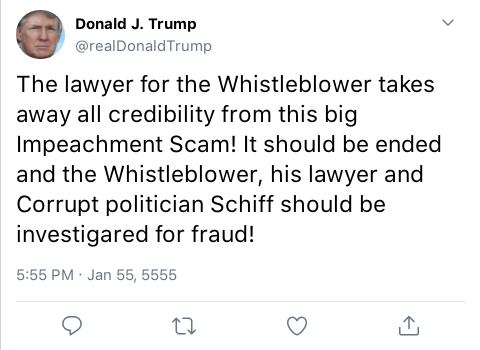 Donald J. Trump
@realDonaldTrump
The lawyer for the Whistleblower takes
away all credibility from this big
Impeachment Scam! It should be ended
and the Whistleblower, his lawyer and
Corrupt politician Schiff should be
investigared for fraud!
5:55 PM · Jan 55, 5555